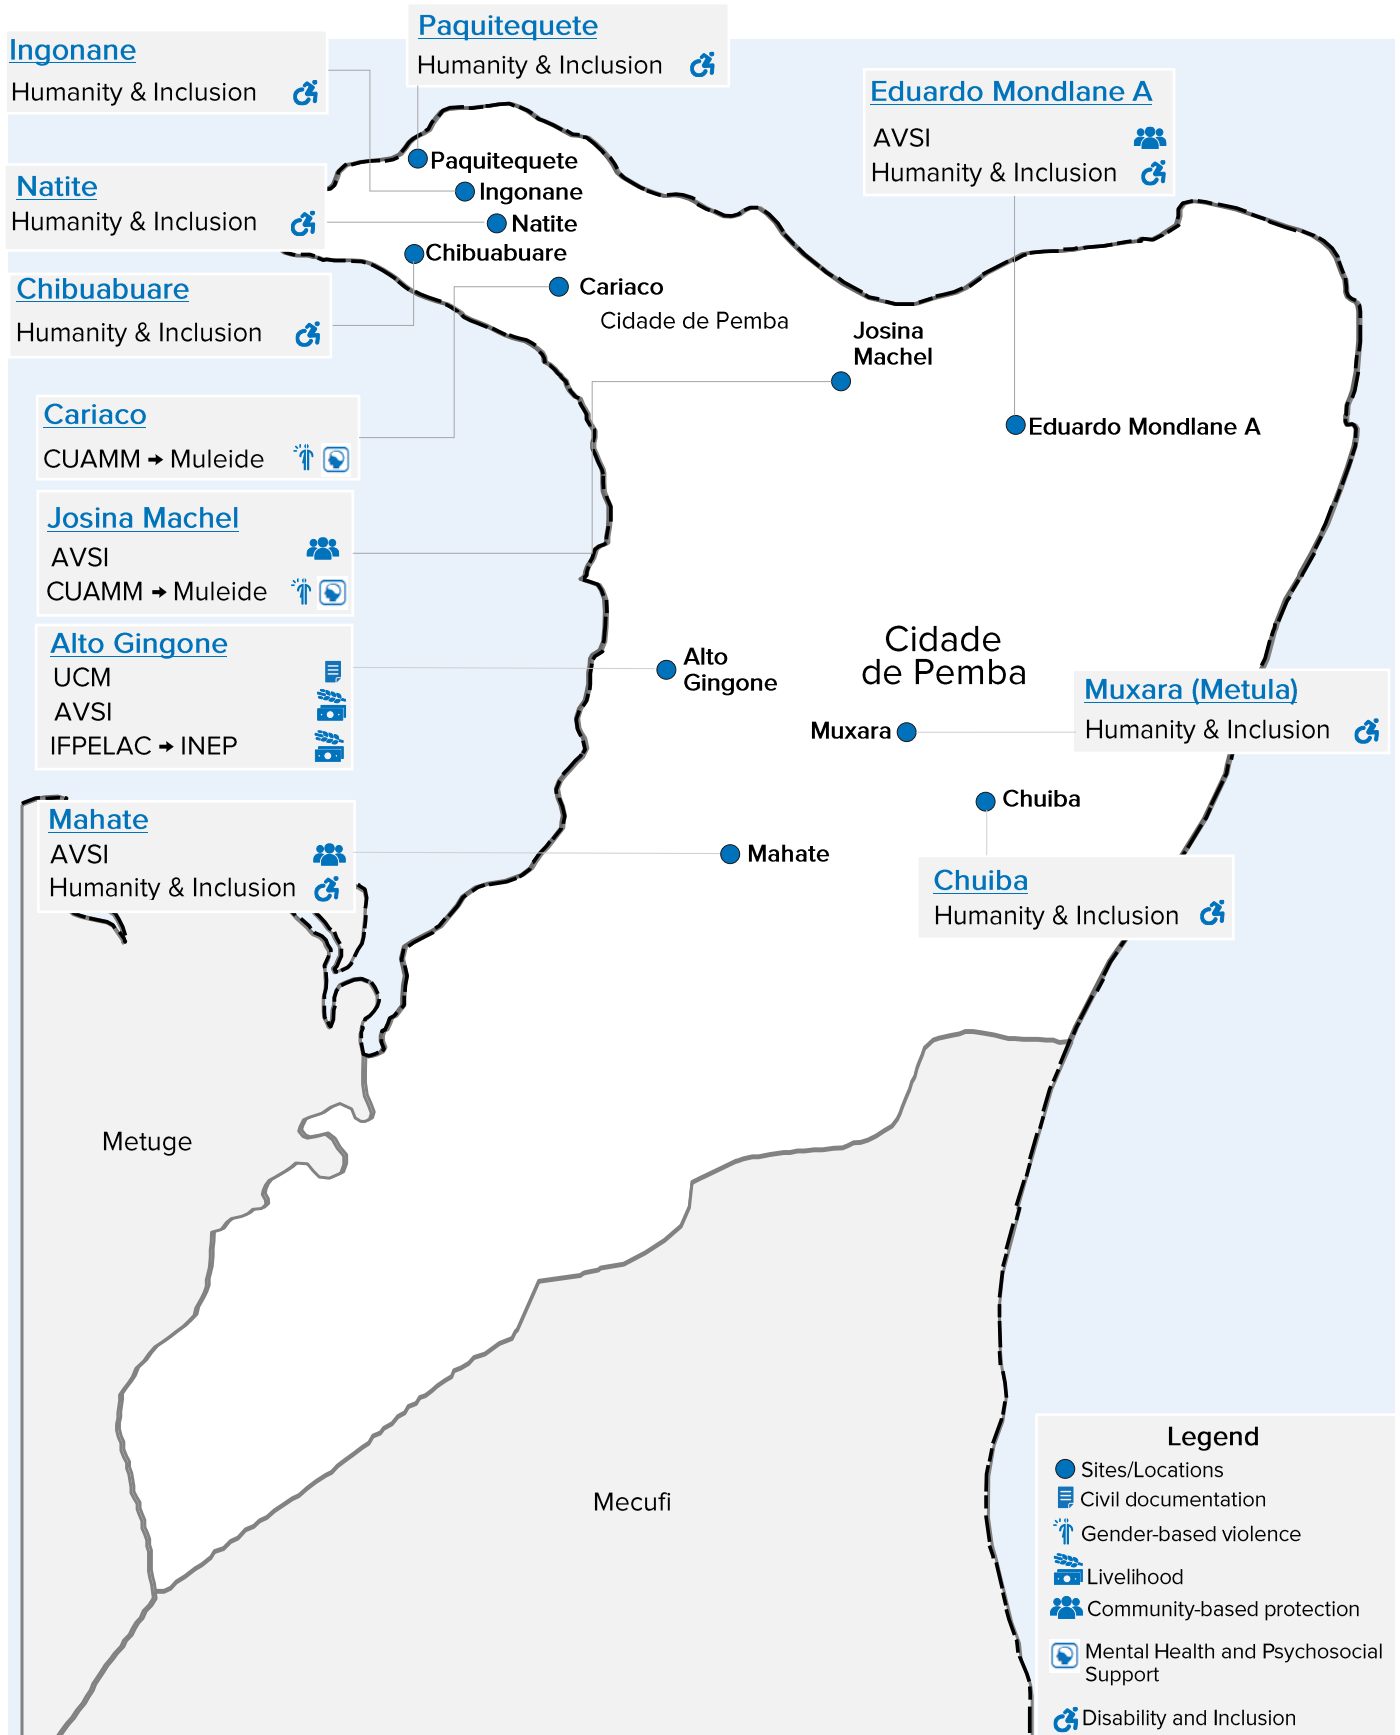 Paquitequete
Humanity & Inclusion
Ingonane
Humanity & Inclusion
Eduardo Mondlane A
AVSI
Humanity & Inclusion
Natite
Humanity & Inclusion
Chibuabuare
Humanity & Inclusion
Paquitequete
Ingonane
Natite
Chibuabuare
Cariaco
Cidade de Pemba
Josina
Machel
Eduardo Mondlane A
Cariaco
CUAMM → Muleide
Josina Machel
AVSI
CUAMM → Muleide
Alto Gingone
UCM
AVSI
IFPELAC → INEP
Alto
Gingone
Cidade
de Pemba
Muxara (Metula)
Humanity & Inclusion
Muxara
Chuiba
Mahate
AVSI
Humanity & Inclusion
Mahate
Chuiba
Humanity & Inclusion
Metuge
Mecufi
Legend
Sites/Locations
Civil documentation
Gender-based violence
Livelihood
Community-based protection
Mental Health and Psychosocial
Support
Disability and Inclusion